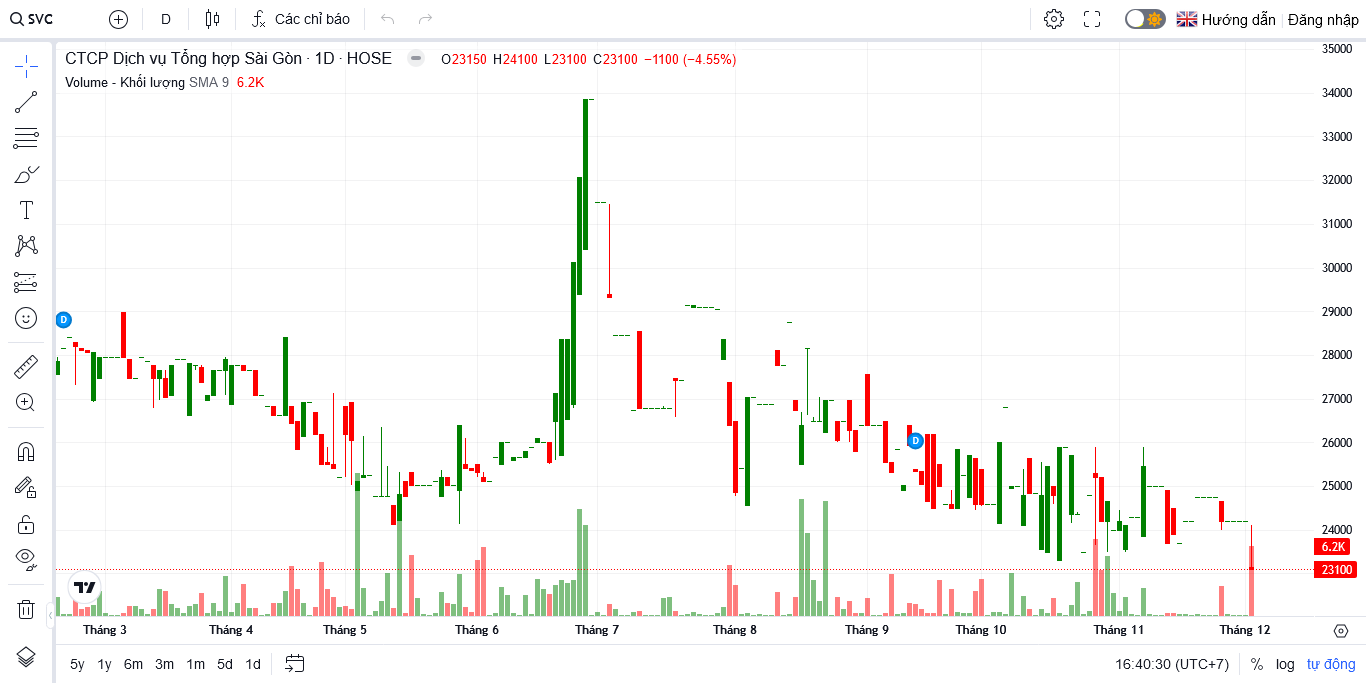 SVC D Các chỉ báo Hướng dẫn Đăng nhập
CTCP Dịch vụ Tổng hợp Sài Gòn · 1D · HOSE O23150 H24100 L23100 C23100 −1100 (−4.55%)
Volume - Khối lượng SMA 9 6.2K
35000
34000
33000
32000
31000
30000
29000
28000
27000
26000
25000
24000
6.2K
23100
D
D
Tháng 3 Tháng 4 Tháng 5 Tháng 6 Tháng 7 Tháng 8 Tháng 9 Tháng 10 Tháng 11 Tháng 12
5y 1y 6m 3m 1m 5d 1d 16:40:30 (UTC+7) % log tự động